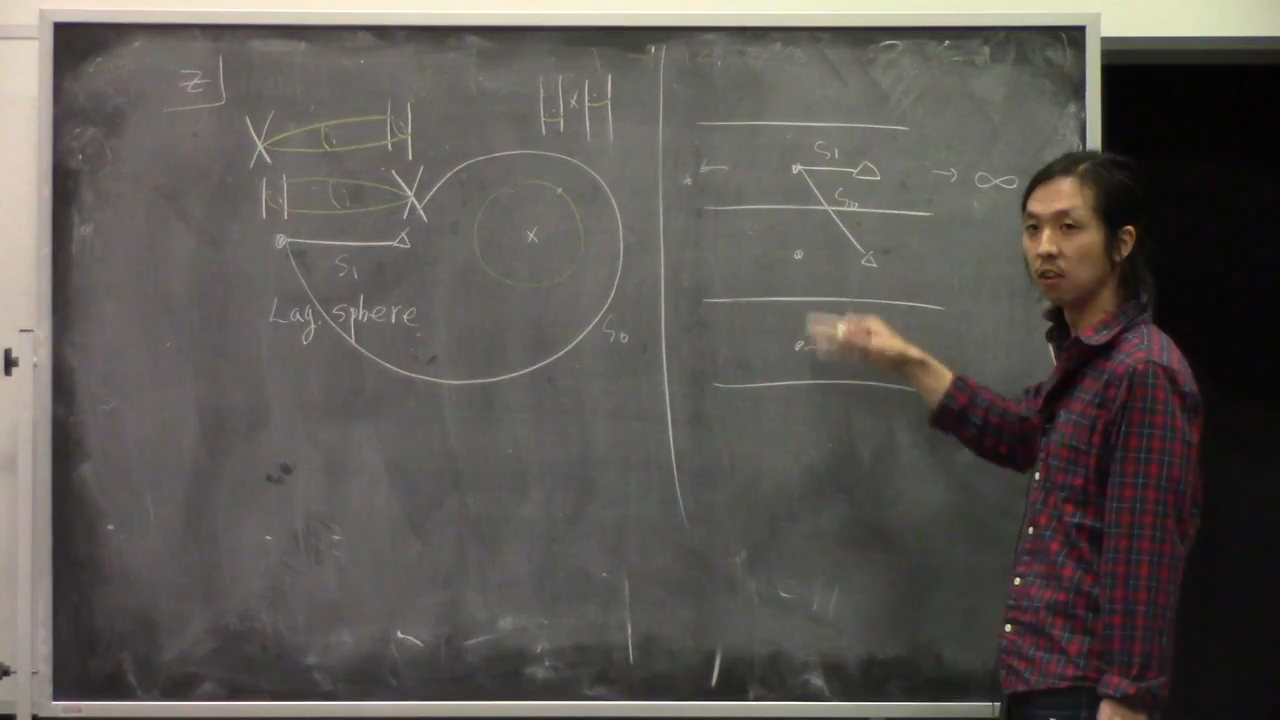 z
S₁
Lag. sphere
S₀
S₁
S₀
→ ∞